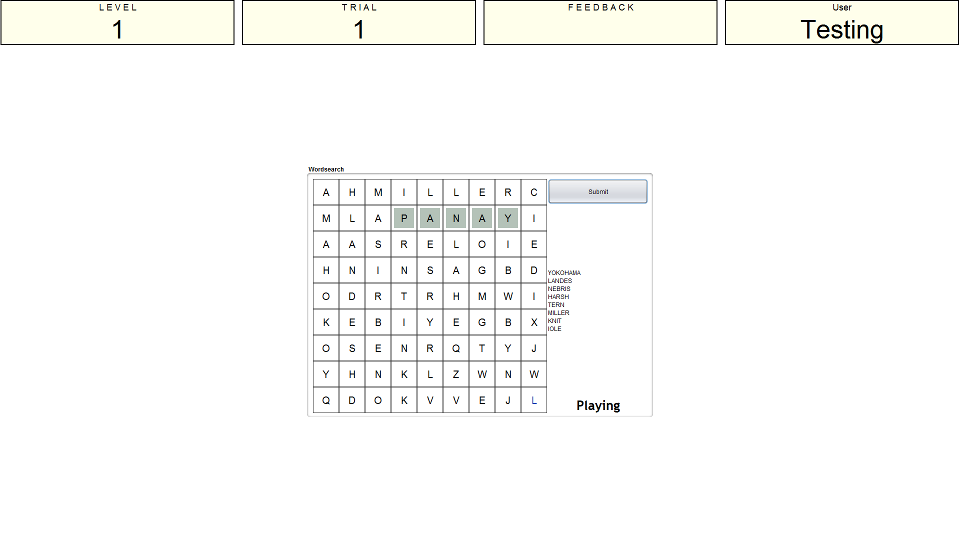 LEVEL
1
TRIAL
1
FEEDBACK
User
Testing
Wordsearch
A H M I L L E R C
M L A P A N A Y I
A A S R E L O I E
H N I N S A G B D
O D R T R H M W I
K E B I Y E G B X
O S E N R Q T Y J
Y H N K L Z W N W
Q D O K V V E J L
Submit
YOKOHAMA
LANDES
NEBRIS
HARSH
TERN
MILLER
KNIT
IOLE
Playing